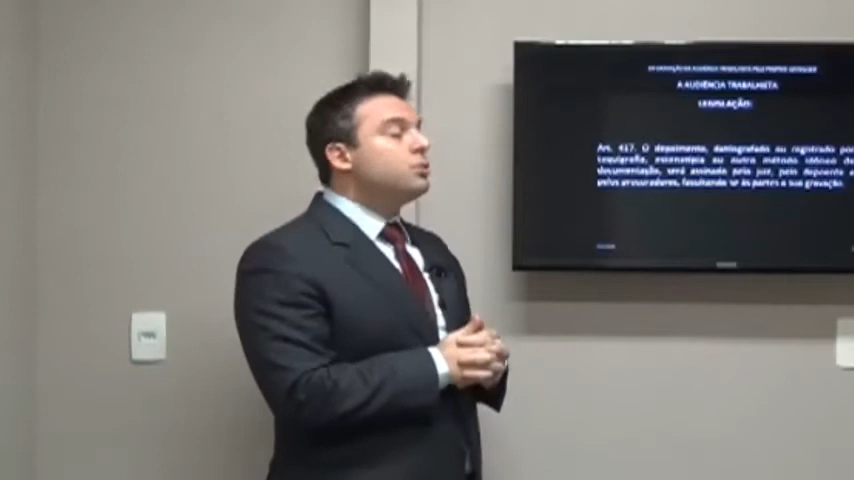 A AUDIÊNCIA TRABALHISTA
LEGISLAÇÃO:
Art. 417. O depoimento, datilografado ou registrado por
taquigrafia, estenotipia ou outro método idôneo de
documentação, será assinado pelo juiz, pelo depoente e
pelos procuradores, facultando-se às partes a sua gravação.